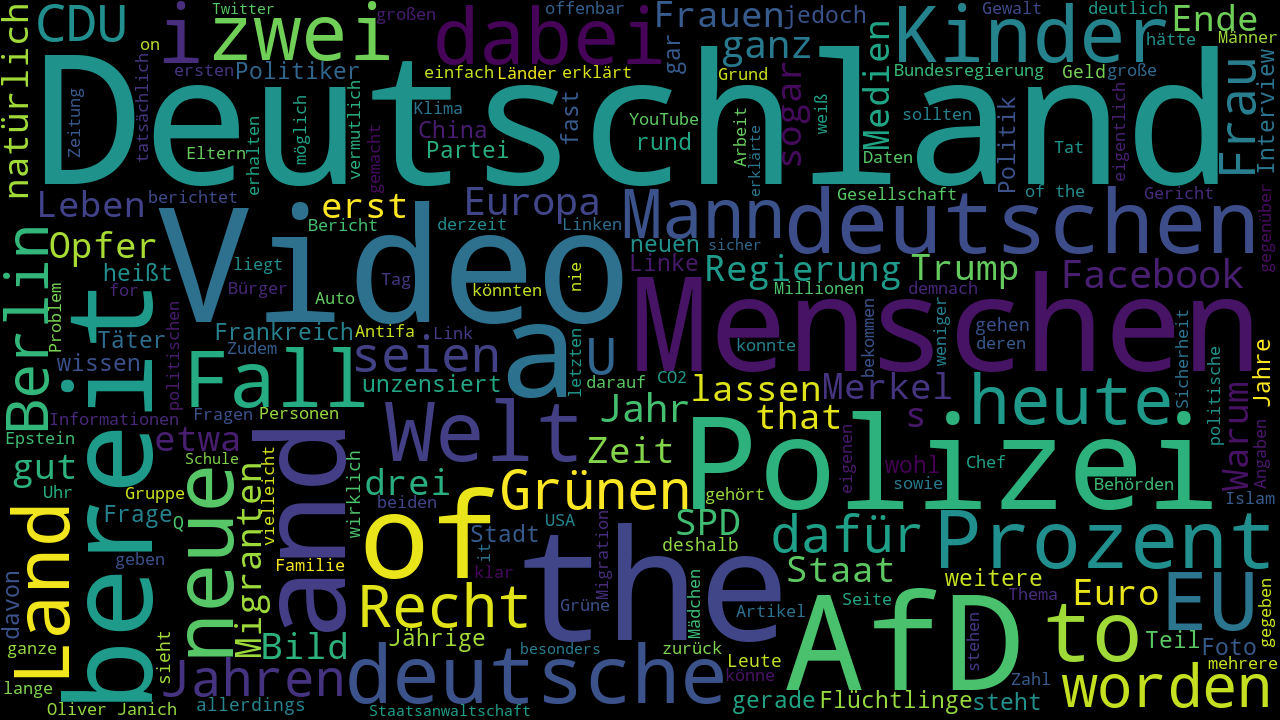 natürlich
CDU
i
Twitter
zwei
großen
dabei
offenbar
Frauen
jedoch
gar
ganz
Medien
Kinder
Gewalt
deutlich
hätte
Ende
Männer
Deutschland
Zeitung
on
tatsächlich
ersten
Politiker
einfach
Länder
erklärt
fast
Grund
sogar
weiß
Bundesregierung
Geld
große
Politik
eigentlich
Frau
Interview
Eltern
erhalten
möglich
vermutlich
gemacht
Klima
China
Partei
YouTube
rund
Arbeit
erklärte
Daten
sollten
Tat
Leben
berichtet
erst
Bericht
Europa
derzeit
Linken
Mann
Gesellschaft
of the
Gericht
deutschen
gegenüber
Berlin
Opfer
heißt
Video
liegt
Bürger
Auto
Tag
könnten
nie
neuen
sicher
Linke
Regierung
Trump
Facebook
Millionen
demnach
Menschen
for
Problem
bereit
Täter
politischen
wissen
Frankreich
Antifa
Zudem
seien
Link
a
letzten
U
konnte
bekommen
weniger
gehen
deren
Sicherheit
Jahre
Fall
unzensiert
darauf
CO2
lassen
Merkel
heute
politische
Informationen
Fragen
Personen
Epstein
etwa
and
Welt
Jahr
that
s
Warum
Angaben
gut
Schule
Uhr
Gruppe
neue
Migranten
vielleicht
wirklich
drei
beiden
Zeit
Polizei
eigenen
wohl
sowie
Chef
Behörden
Islam
Land
Frage
Q
of
Grünen
gehört
USA
SPD
Stadt
it
deshalb
dafür
Prozent
geben
Familie
klar
the
Migration
Staat
weitere
davon
Recht
Grüne
Mädchen
Artikel
AfD
Seite
Thema
Euro
EU
gegeben
ganze
sieht
Bild
Jährige
besonders
zurück
Leute
stehen
to
Teil
Foto
mehrere
lange
Jahren
deutsche
könne
Zahl
worden
Oliver Janich
allerdings
Staatsanwaltschaft
gerade
Flüchtlinge
steht